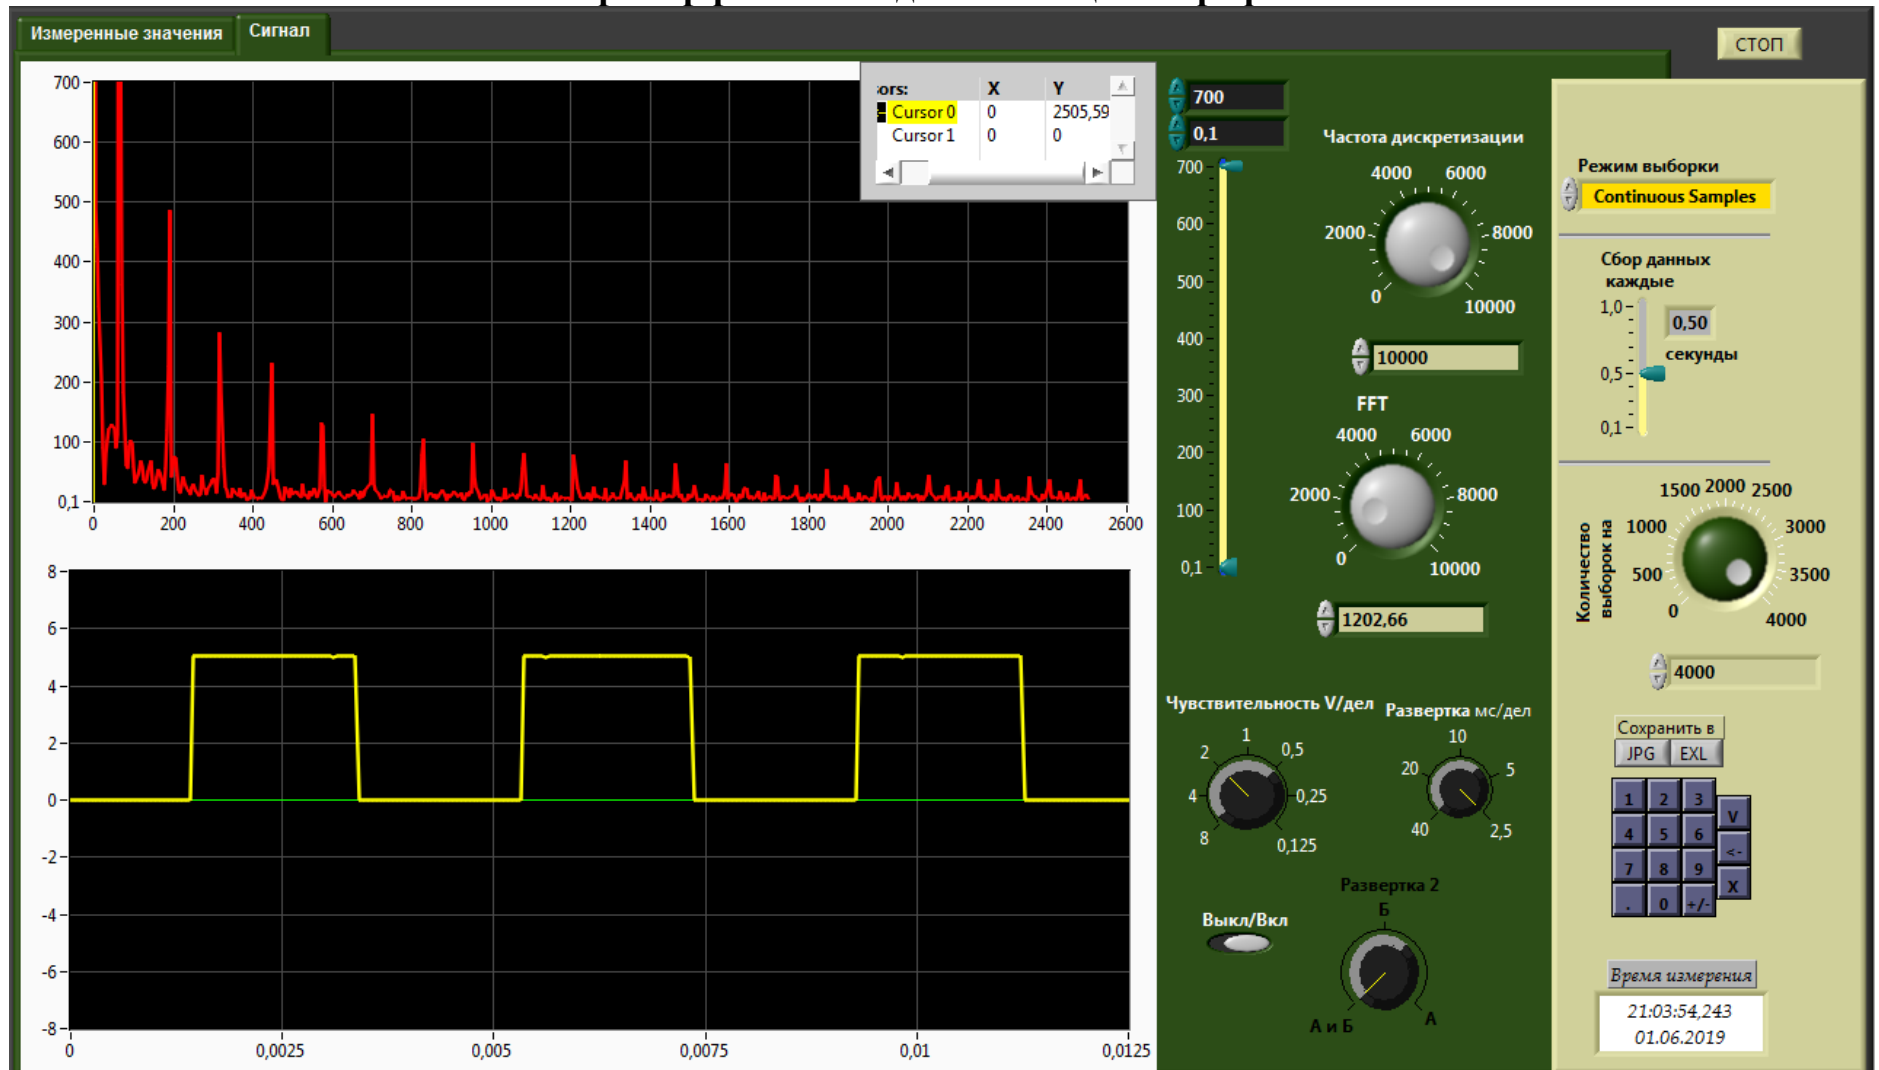 Измеренные значения
Сигнал
СТОП
:ors: X Y
Cursor 0 0 2505,59
Cursor 1 0 0
700
600
500
400
300
200
100
0,1
0 200 400 600 800 1000 1200 1400 1600 1800 2000 2200 2400 2600
8
6
4
2
0
-2
-4
-6
-8
0 0,0025 0,005 0,0075 0,01 0,0125
700
0,1
700
600
500
400
300
200
100
0,1
Частота дискретизации
4000 6000
2000 8000
0 10000
10000
FFT
4000 6000
2000 8000
0 10000
1202,66
Чувствительность V/дел
1
2 0,5
4 0,25
8 0,125
Развертка мс/дел
10
20 5
40 2,5
Выкл/Вкл
Развертка 2
Б
А и Б А
Режим выборки
Continuous Samples
Сбор данных
каждые
1,0
0,50
секунды
0,5
0,1
Количество
выборок на
1500 2000 2500
1000 3000
500 3500
0 4000
4000
Сохранить в
JPG EXL
1 2 3
V
4 5 6
<-
7 8 9
X
. 0 +/-
Время измерения
21:03:54,243
01.06.2019